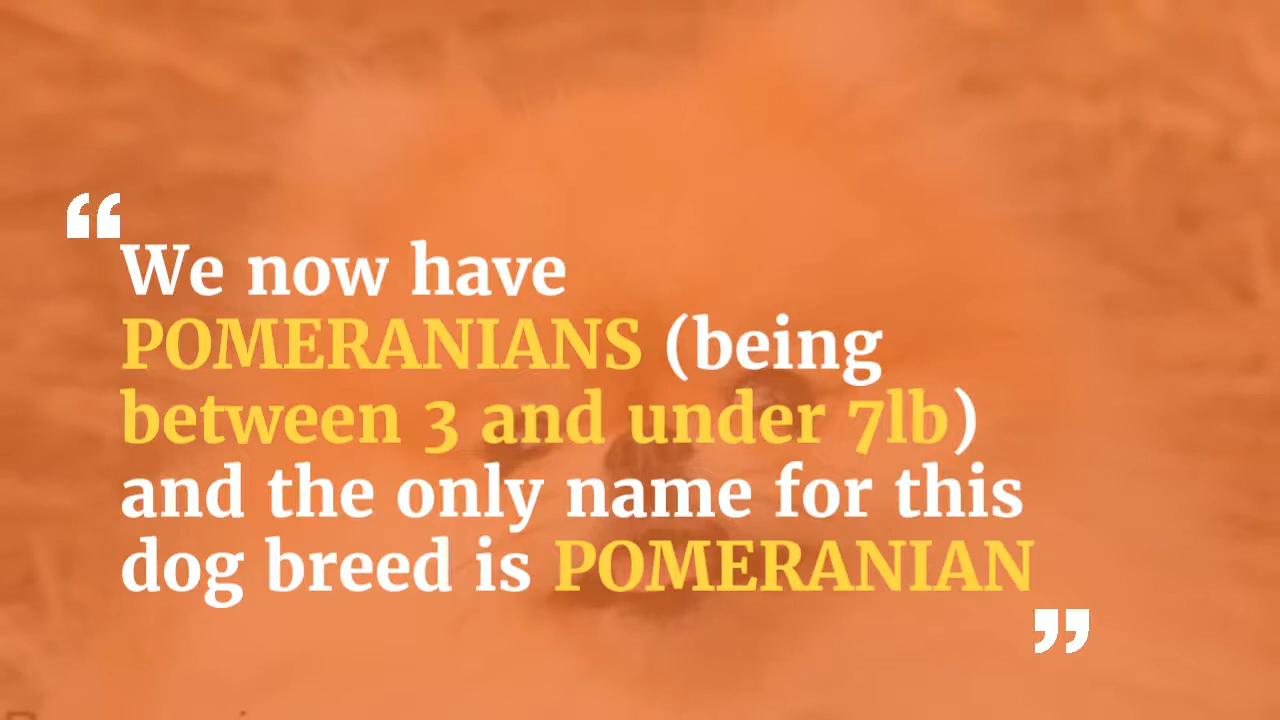 “We now have
POMERANIANS (being
between 3 and under 7lb)
and the only name for this
dog breed is POMERANIAN”